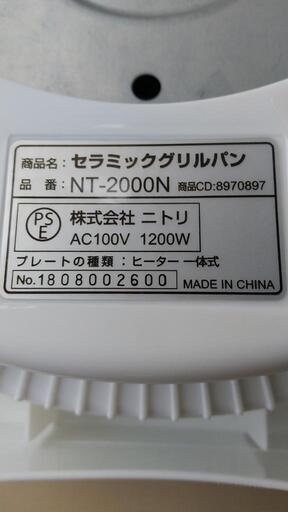 商品名：セラミックグリルパン
品　番：NT-2000N 商品CD:8970897
PSE 株式会社 ニトリ
AC100V 1200W
プレートの種類：ヒーター 一体式
No.1808002600 MADE IN CHINA